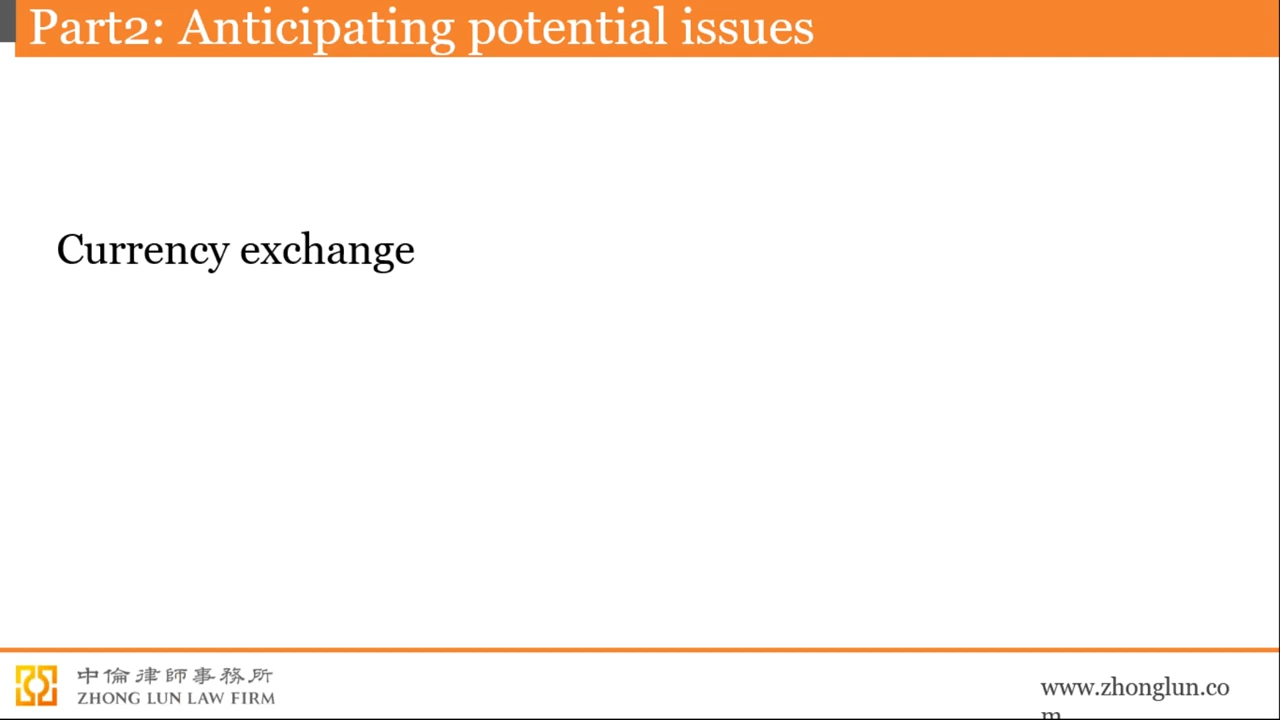 Part2: Anticipating potential issues
Currency exchange
中倫律師事務所
ZHONG LUN LAW FIRM
www.zhonglun.co
m